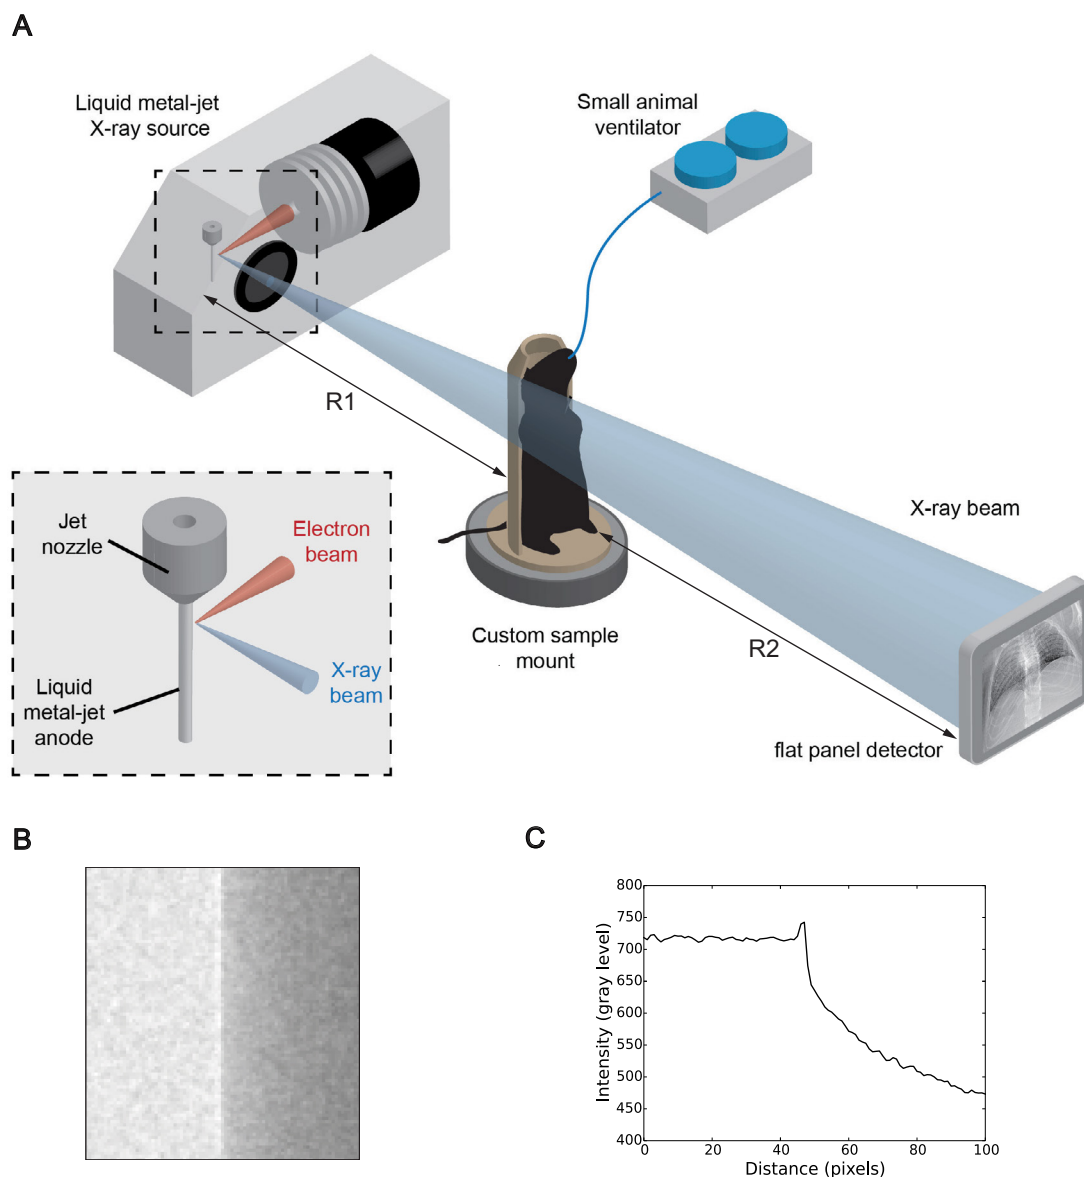 A
Liquid metal-jet
X-ray source
Small animal
ventilator
R1
Jet
nozzle
Electron
beam
X-ray
beam
Liquid
metal-jet
anode
Custom sample
mount
X-ray beam
R2
flat panel detector
B
C
800
750
700
650
600
550
500
450
400
Intensity (gray level)
0 20 40 60 80 100
Distance (pixels)